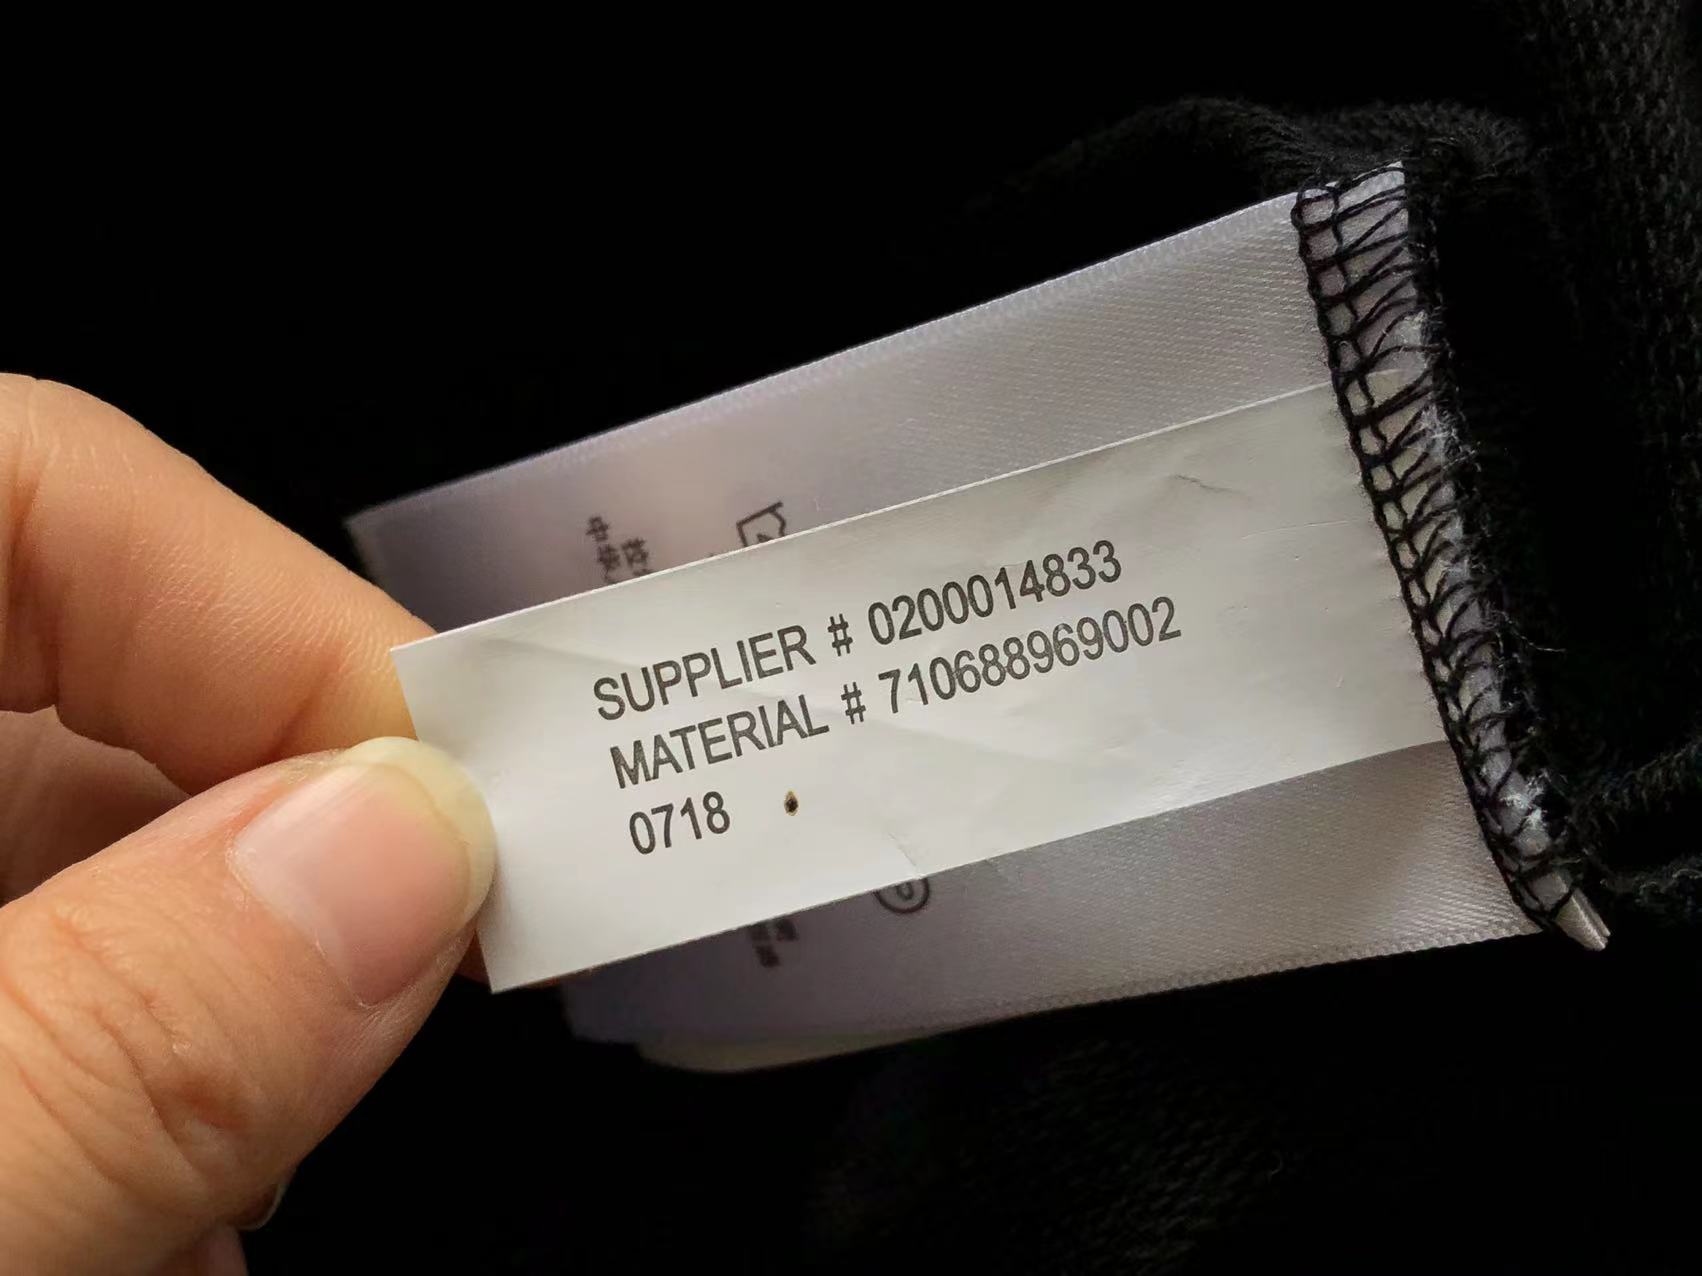 SUPPLIER # 0200014833
MATERIAL # 710688969002
0718